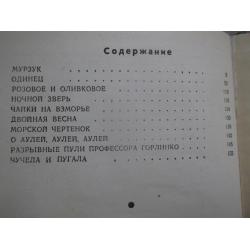 Содержание
МУРЗУК
ОДИНЕЦ
РОЗОВОЕ И ОЛИВКОВОЕ
НОЧНОЙ ЗВЕРЬ
ЧАЙКИ НА ВЗМОРЬЕ
ДВОЙНАЯ ВЕСНА
МОРСКОЙ ЧЕРТЕНОК
О АУЛЕЙ, АУЛЕЙ, АУЛЕЙ
РАЗРЫВНЫЕ ПУЛИ ПРОФЕССОРА ГОРЛИНКО
ЧУЧЕЛА И ПУГАЛА